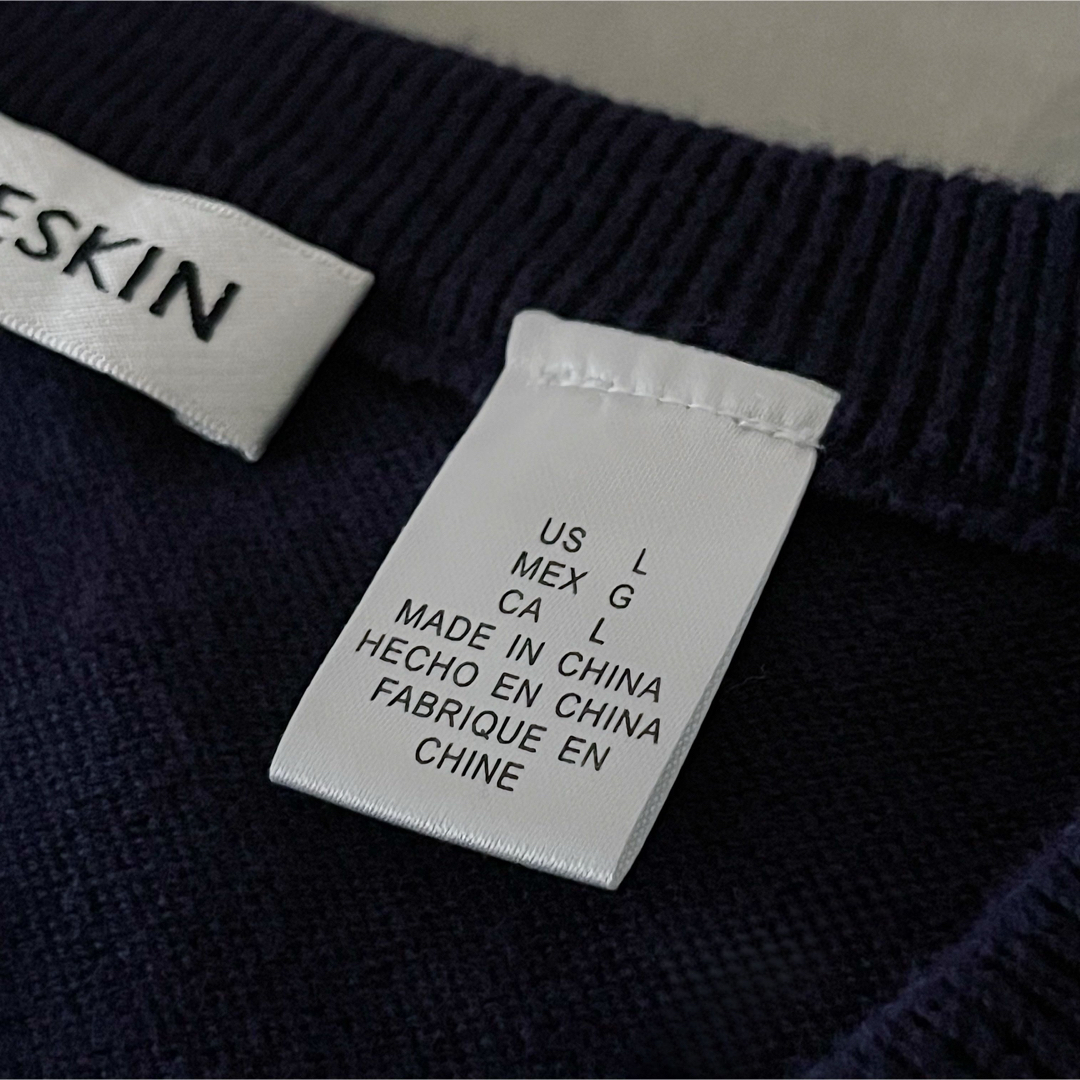 ESKIN
US L
MEX G
CA L
MADE IN CHINA
HECHO EN CHINA
FABRIQUE EN
CHINE